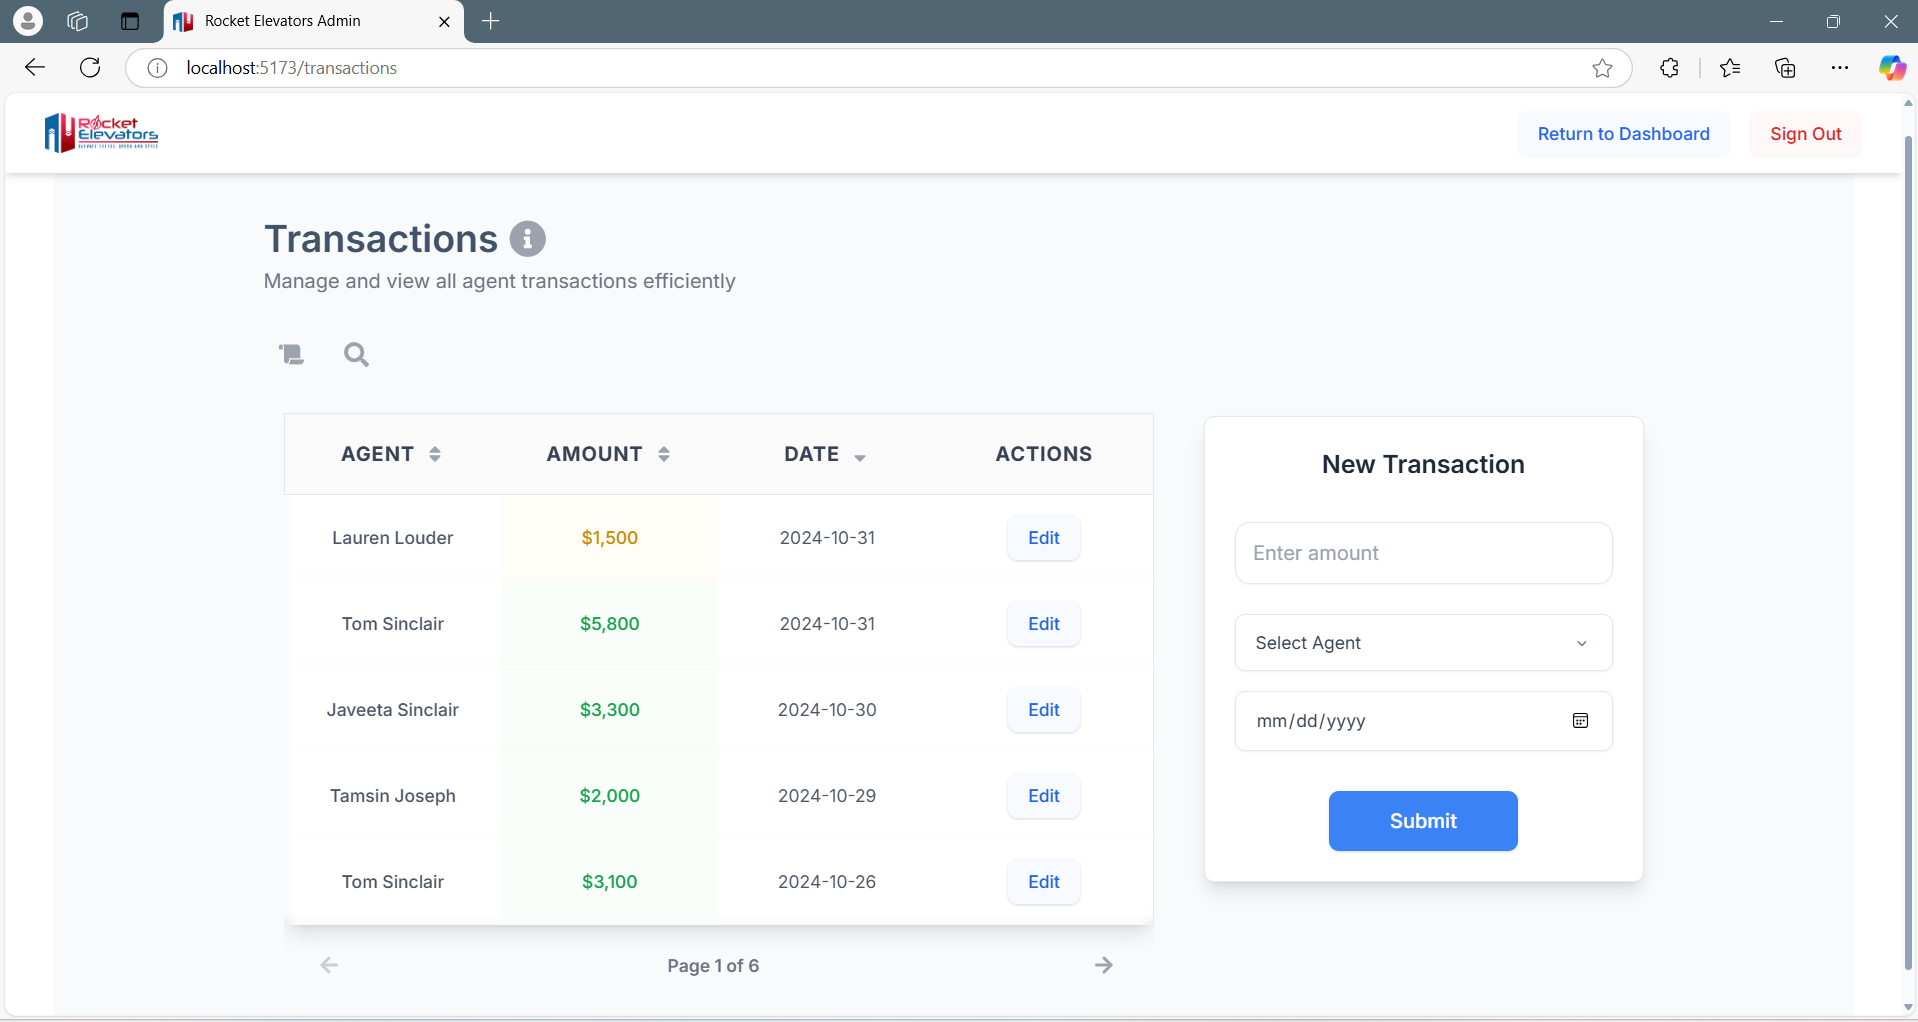 Rocket Elevators Admin
localhost:5173/transactions
Rocket
Elevators
Return to Dashboard
Sign Out
Transactions
Manage and view all agent transactions efficiently
AGENT AMOUNT DATE ACTIONS
Lauren Louder $1,500 2024-10-31 Edit
Tom Sinclair $5,800 2024-10-31 Edit
Javeeta Sinclair $3,300 2024-10-30 Edit
Tamsin Joseph $2,000 2024-10-29 Edit
Tom Sinclair $3,100 2024-10-26 Edit
Page 1 of 6
New Transaction
Enter amount
Select Agent
mm/dd/yyyy
Submit